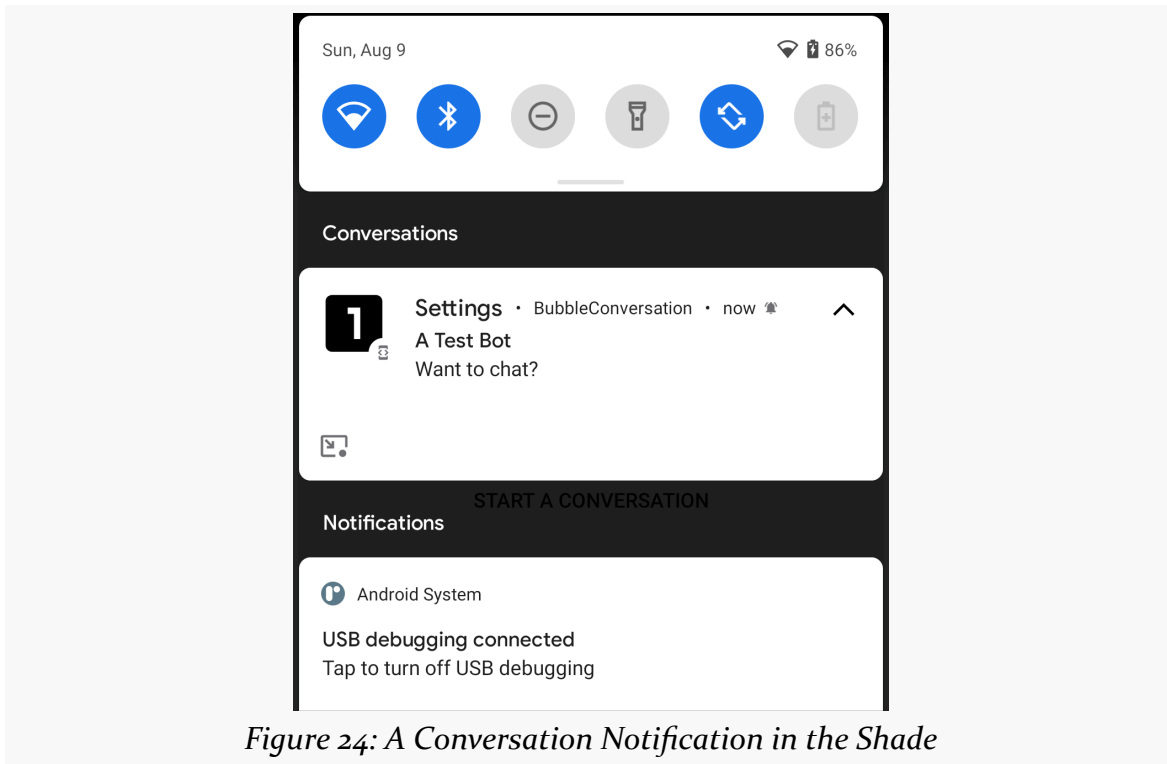 Sun, Aug 9 86%
Conversations
1 Settings • BubbleConversation • now
A Test Bot
Want to chat?
START A CONVERSATION
Notifications
Android System
USB debugging connected
Tap to turn off USB debugging
Figure 24: A Conversation Notification in the Shade